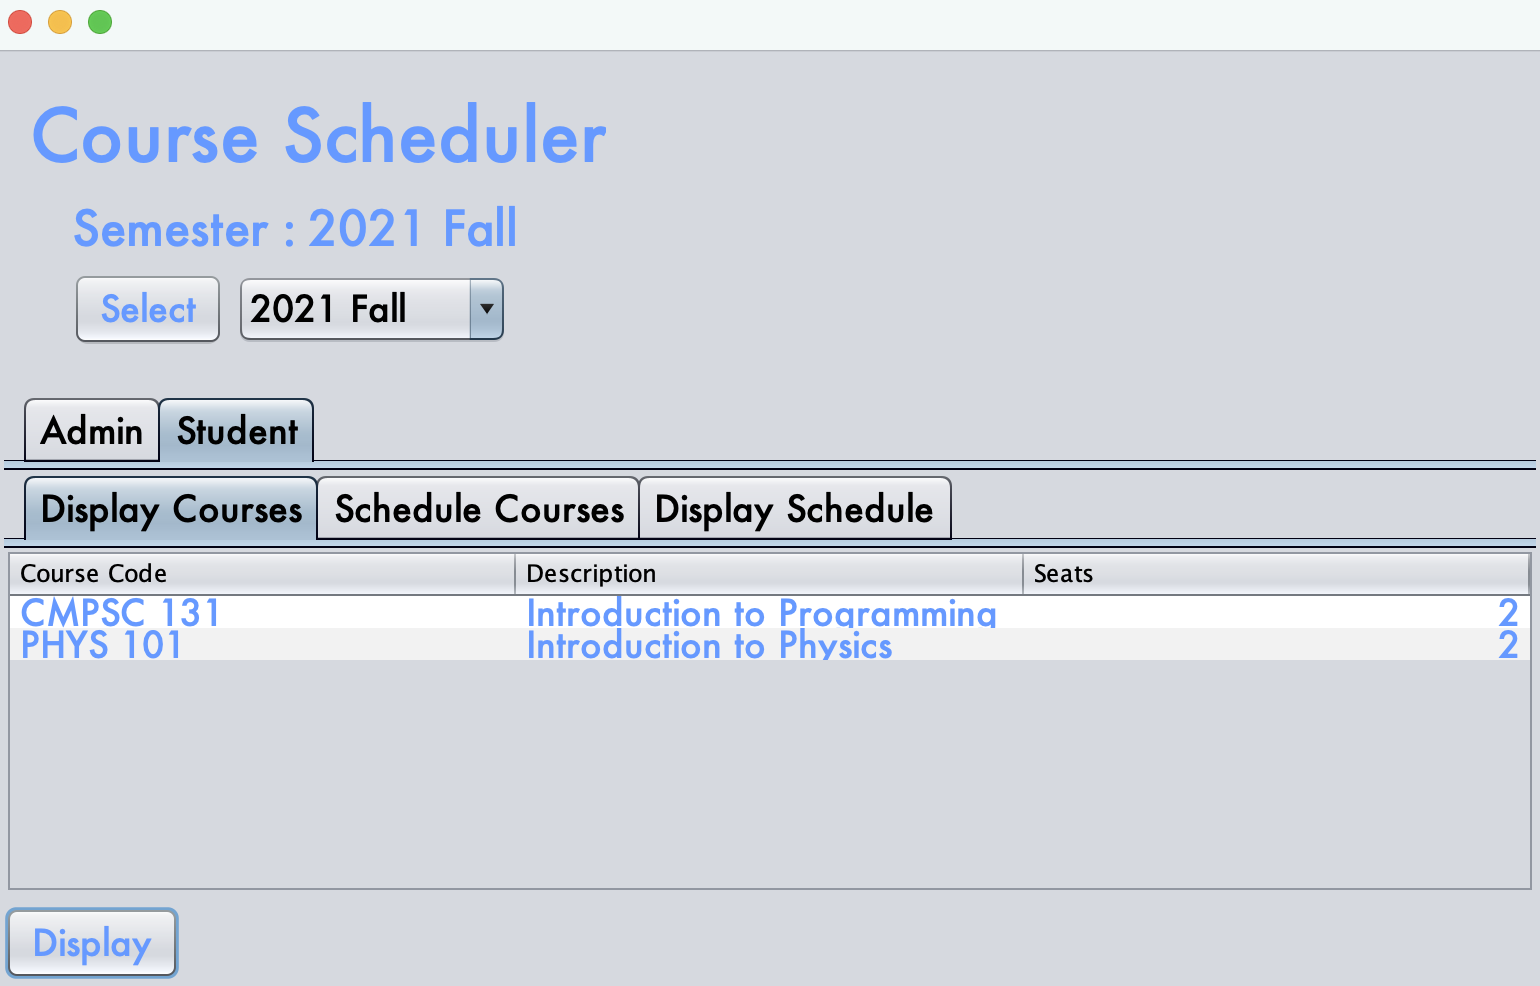 Course Scheduler
Semester : 2021 Fall
Select 2021 Fall
Admin Student
Display Courses Schedule Courses Display Schedule
Course Code Description Seats
CMPSC 131 Introduction to Programming 2
PHYS 101 Introduction to Physics 2
Display